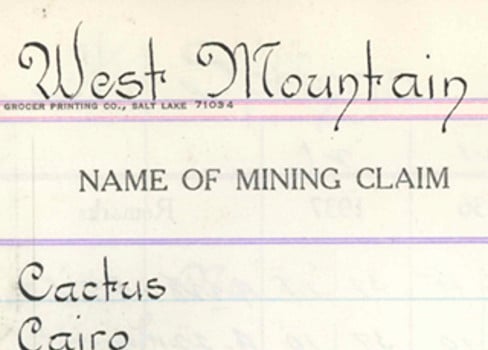 West Mountain
GROCER PRINTING CO., SALT LAKE 71034
NAME OF MINING CLAIM
Cactus
Cairo